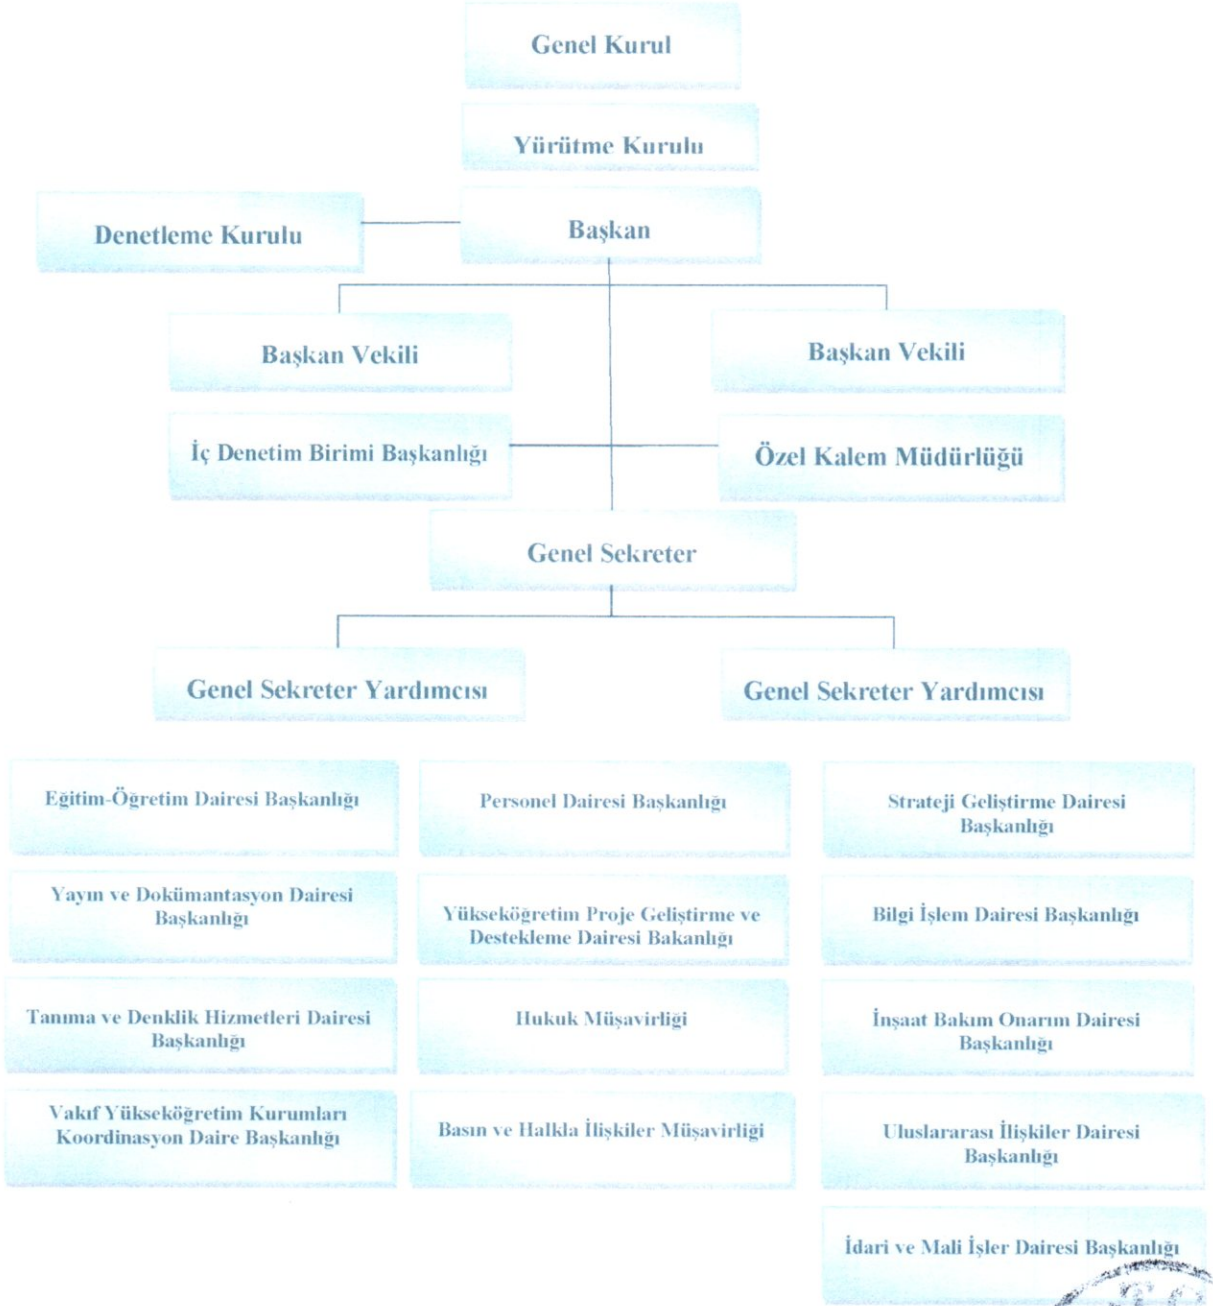 Genel Kurul
Yürütme Kurulu
Denetleme Kurulu
Başkan
Başkan Vekili
Başkan Vekili
İç Denetim Birimi Başkanlığı
Özel Kalem Müdürlüğü
Genel Sekreter
Genel Sekreter Yardımcısı
Genel Sekreter Yardımcısı
Eğitim-Öğretim Dairesi Başkanlığı
Personel Dairesi Başkanlığı
Strateji Geliştirme Dairesi
Başkanlığı
Yayın ve Dokümantasyon Dairesi
Başkanlığı
Yükseköğretim Proje Geliştirme ve
Destekleme Dairesi Bakanlığı
Bilgi İşlem Dairesi Başkanlığı
Tanıma ve Denklik Hizmetleri Dairesi
Başkanlığı
Hukuk Müşavirliği
İnşaat Bakım Onarım Dairesi
Başkanlığı
Vakıf Yükseköğretim Kurumları
Koordinasyon Daire Başkanlığı
Basın ve Halkla İlişkiler Müşavirliği
Uluslararası İlişkiler Dairesi
Başkanlığı
İdari ve Mali İşler Dairesi Başkanlığı